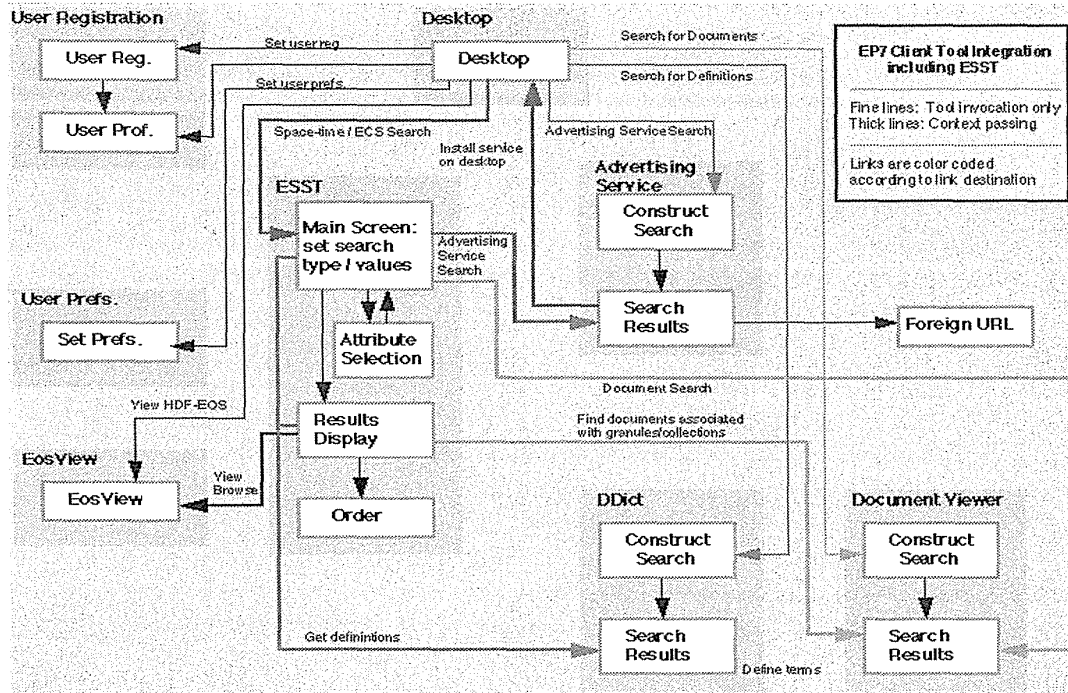 User Registration
Desktop
User Reg.
Set user reg
Desktop
Search for Documents
EP7 Client Tool Integration
including ESST
Search for Definitions
Set user prefs.
User Prof.
Space-time / ECS Search
Install service
on desktop
Advertising Service Search
Fine lines: Tool invocation only
Thick lines: Context passing
Links are color coded
according to link destination
ESST
Advertising
Service
Main Screen:
set search
type / values
Advertising
Service
Search
Construct
Search
User Prefs.
Set Prefs.
Attribute
Selection
Search
Results
Foreign URL
Document Search
View HDF-EOS
Results
Display
Find documents associated
with granules/collections
EosView
EosView
View
Browse
Order
DDict
Document Viewer
Construct
Search
Construct
Search
Get definintions
Search
Results
Define terms
Search
Results